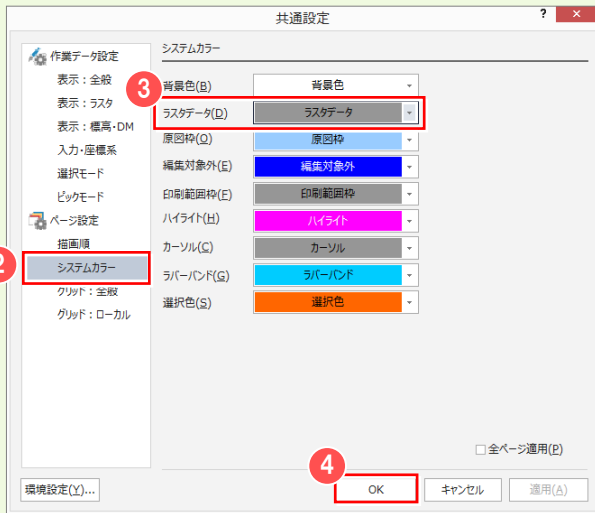 共通設定
? ×
作業データ設定
表示：全般
表示：ラスタ
表示：標高・DM
入力・座標系
選択モード
ピックモード
ページ設定
描画順
2
システムカラー
グリッド：全般
グリッド：ローカル
システムカラー
背景色(B) 背景色
3
ラスタデータ(D) ラスタデータ
原図枠(O) 原図枠
編集対象外(E) 編集対象外
印刷範囲枠(F) 印刷範囲枠
ハイライト(H) ハイライト
カーソル(C) カーソル
ラバーバンド(G) ラバーバンド
選択色(S) 選択色
全ページ適用(P)
4
環境設定(Y)... OK キャンセル 適用(A)